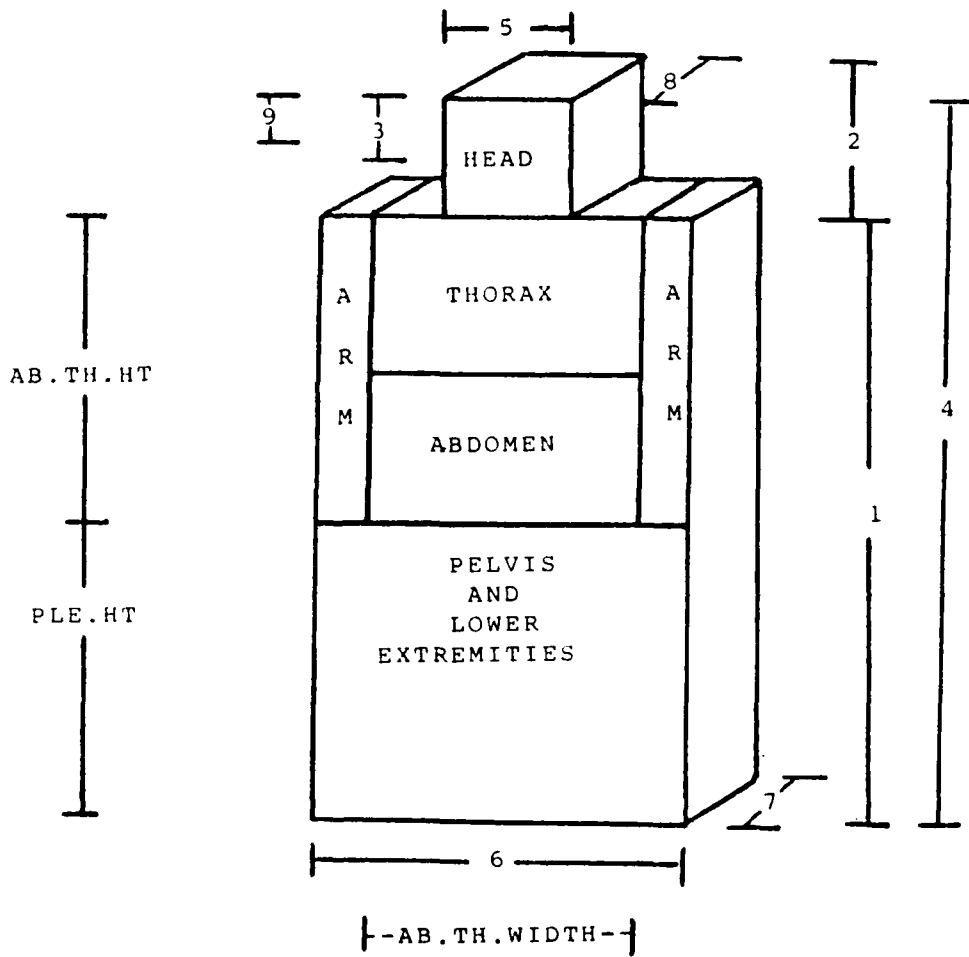 5
8
9
3
2
HEAD
A
R
M
THORAX
A
R
M
AB.TH.HT
4
ABDOMEN
1
PELVIS
AND
LOWER
EXTREMITIES
PLE.HT
7
6
AB.TH.WIDTH